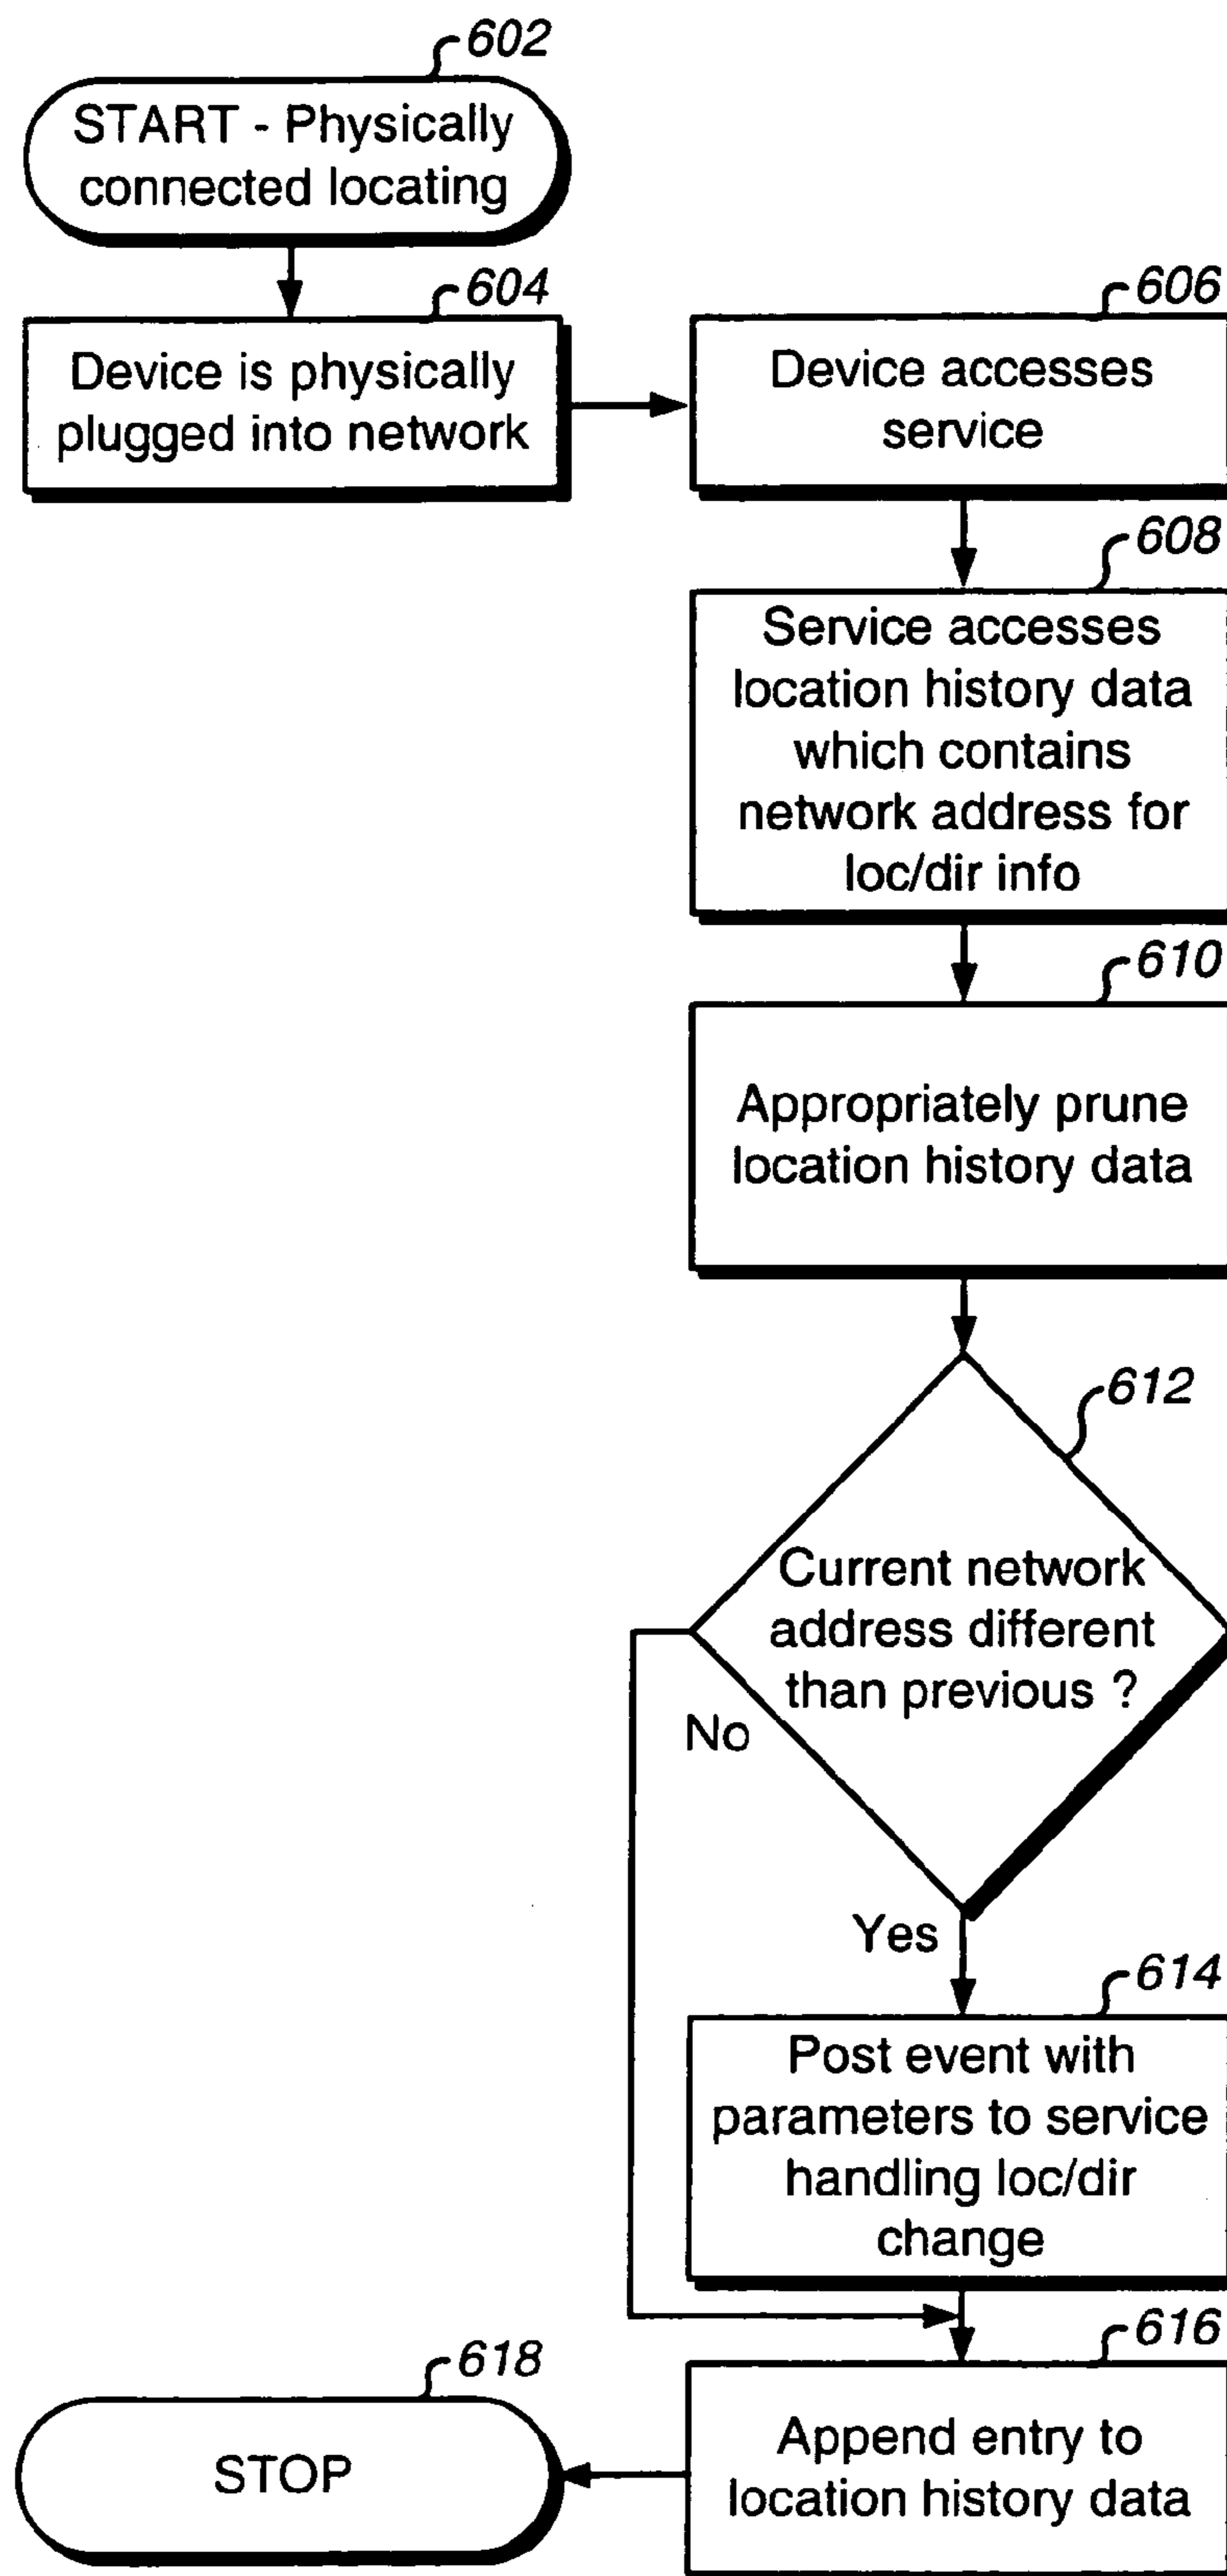 602
START - Physically
connected locating
604
Device is physically
plugged into network
606
Device accesses
service
608
Service accesses
location history data
which contains
network address for
loc/dir info
610
Appropriately prune
location history data
612
Current network
address different
than previous ?
No
Yes
614
Post event with
parameters to service
handling loc/dir
change
616
Append entry to
location history data
618
STOP